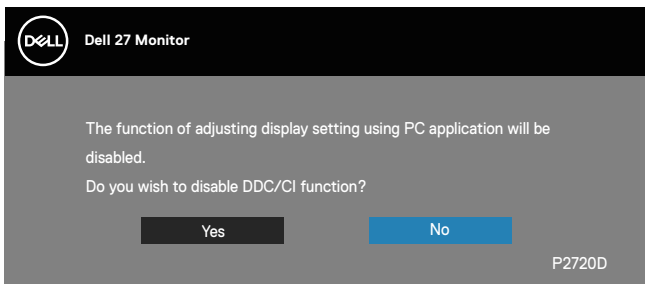 DELL
Dell 27 Monitor
The function of adjusting display setting using PC application will be
disabled.
Do you wish to disable DDC/CI function?
Yes No
P2720D